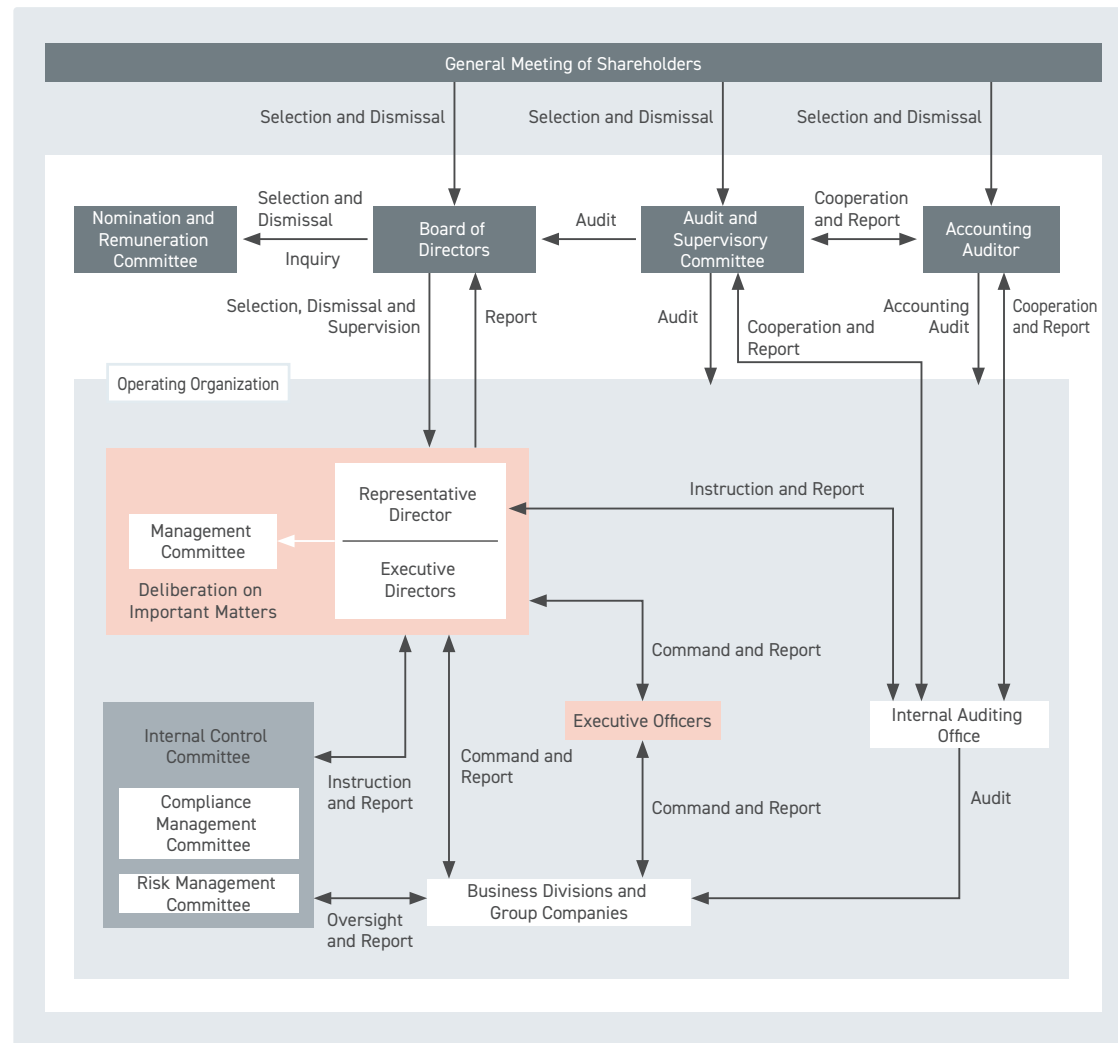 General Meeting of Shareholders
Selection and Dismissal
Selection and Dismissal
Selection and Dismissal
Nomination and
Remuneration
Committee
Selection and
Dismissal
Inquiry
Board of
Directors
Audit
Audit and
Supervisory
Committee
Cooperation
and Report
Accounting
Auditor
Selection, Dismissal and
Supervision
Report
Audit
Cooperation and
Report
Accounting
Audit
Cooperation
and Report
Operating Organization
Representative
Director
Executive
Directors
Management
Committee
Deliberation on
Important Matters
Instruction and Report
Command and Report
Executive Officers
Internal Auditing
Office
Internal Control
Committee
Compliance
Management
Committee
Risk Management
Committee
Instruction
and Report
Command and
Report
Command and Report
Audit
Oversight
and Report
Business Divisions and
Group Companies